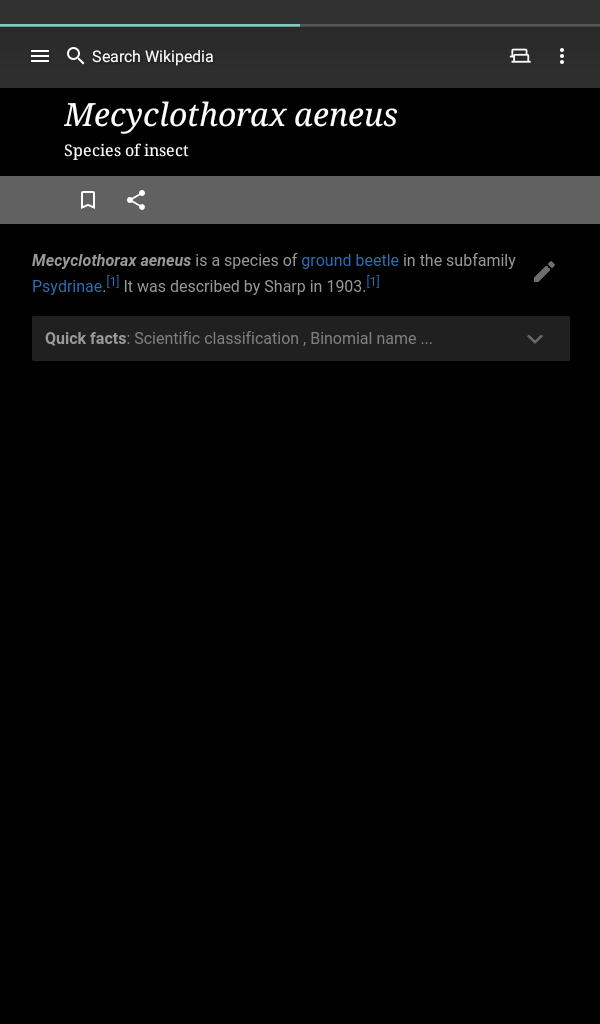 Search Wikipedia
Mecyclothorax aeneus
Species of insect
Mecyclothorax aeneus is a species of ground beetle in the subfamily
Psydrinae.[1] It was described by Sharp in 1903.[1]
Quick facts: Scientific classification , Binomial name ...